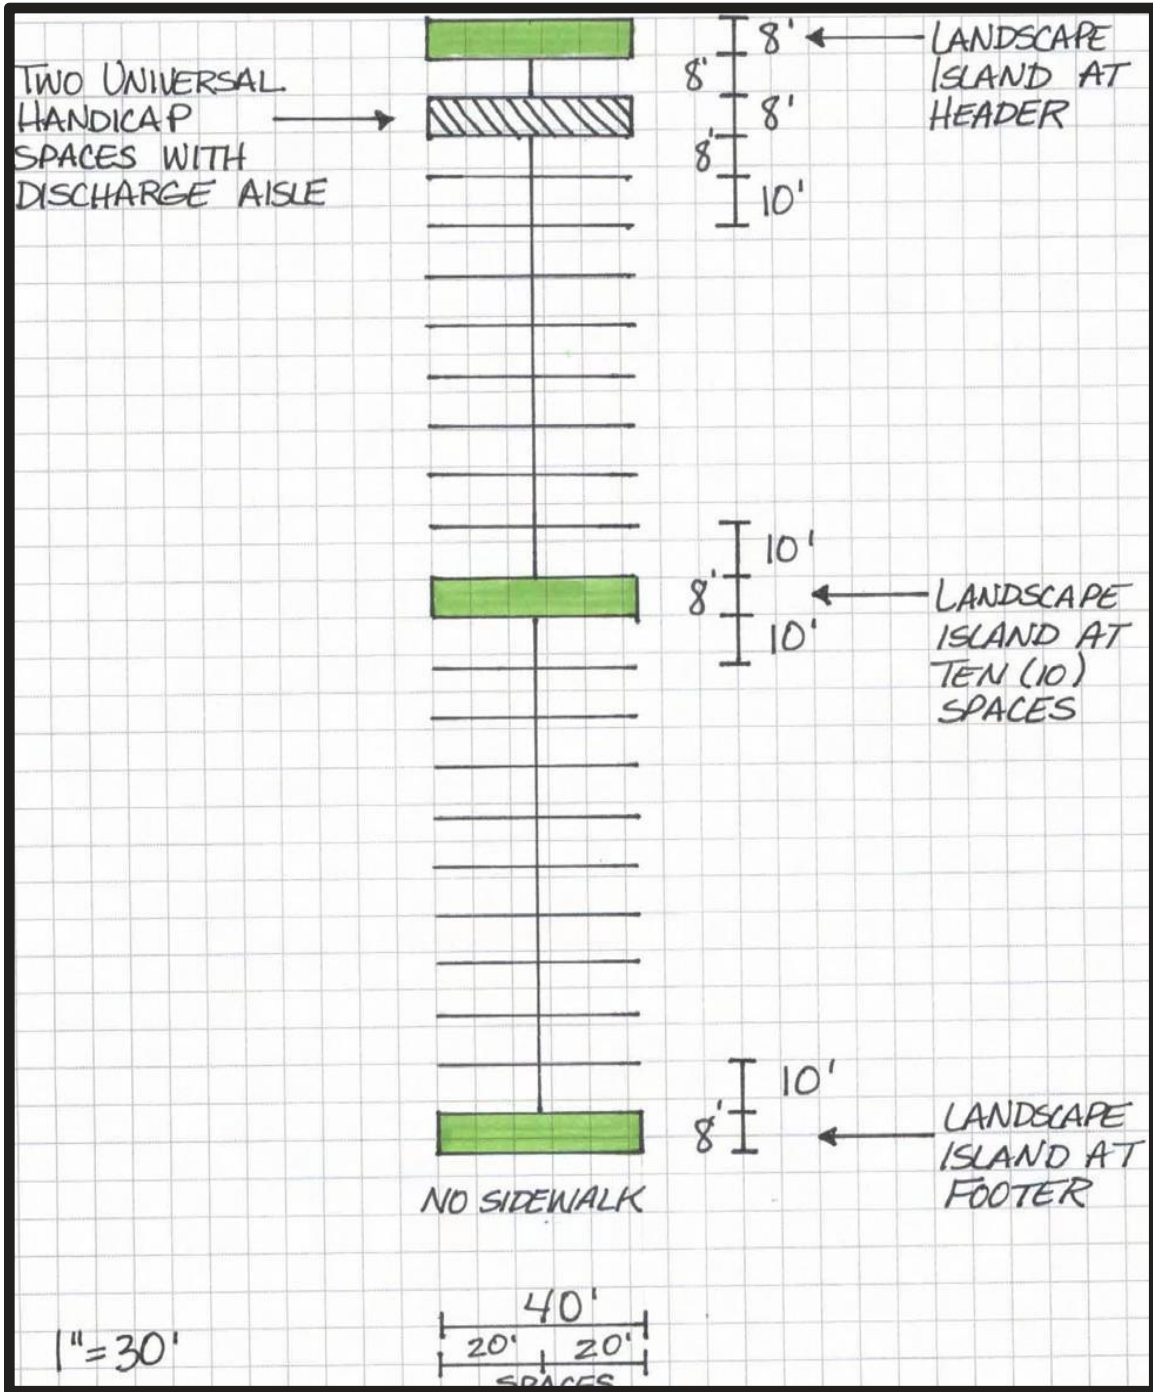 8'
LANDSCAPE
ISLAND AT
HEADER
8'
8'
8'
10'
TWO UNIVERSAL
HANDICAP
SPACES WITH
DISCHARGE AISLE
10'
8'
10'
LANDSCAPE
ISLAND AT
TEN (10)
SPACES
10'
8'
LANDSCAPE
ISLAND AT
FOOTER
NO SIDEWALK
40'
20' 20'
SPACES
1"=30'